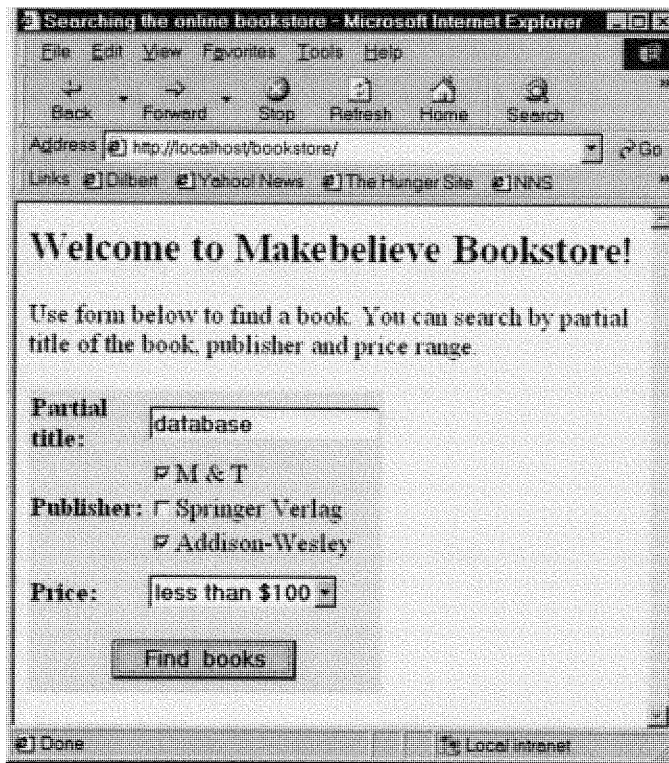 Searching the online bookstore - Microsoft Internet Explorer
File Edit View Favorites Tools Help
Back Forward Stop Refresh Home Search
Address http://localhost/bookstore/ Go
Links Dilbert Yahoo! News The Hunger Site NNS
Welcome to Makebelieve Bookstore!
Use form below to find a book. You can search by partial
title of the book, publisher and price range.
Partial
title:
database
M & T
Publisher: Springer Verlag
Addison-Wesley
Price: less than $100
Find books
Done Local intranet